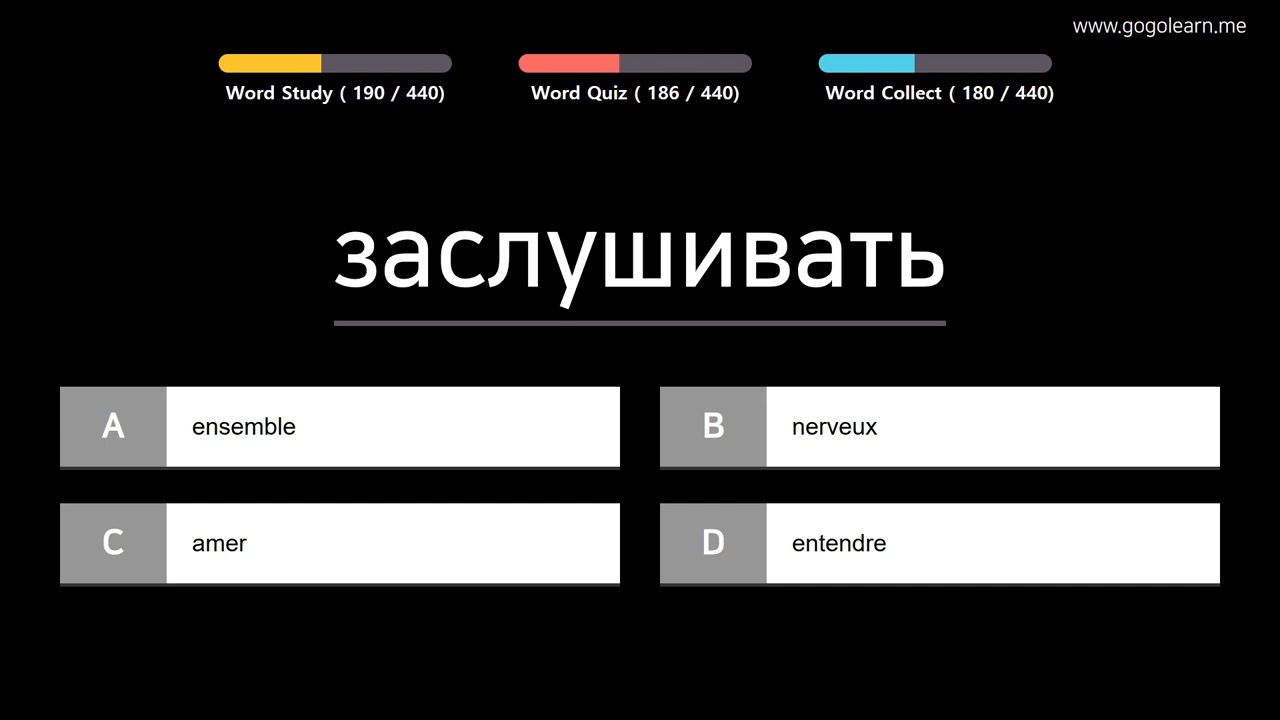 www.gogolearn.me
Word Study ( 190 / 440)
Word Quiz ( 186 / 440)
Word Collect ( 180 / 440)
заслушивать
A ensemble
B nerveux
C amer
D entendre